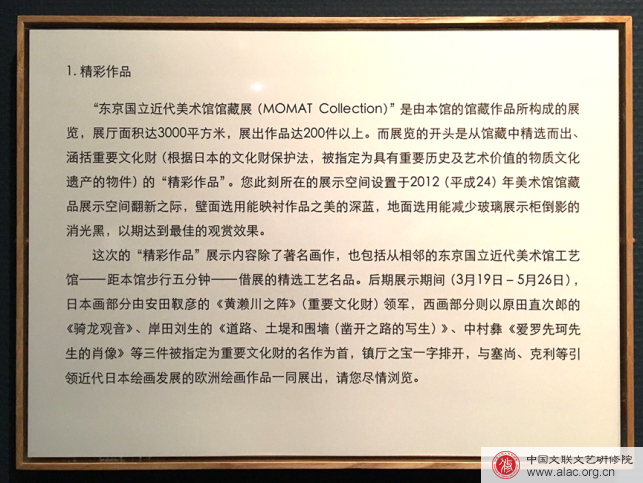 1. 精彩作品
“东京国立近代美术馆馆藏展（MOMAT Collection）”是由本馆的馆藏作品所构成的展
览，展厅面积达3000平方米，展出作品达200件以上。而展览的开头是从馆藏中精选而出、
涵括重要文化财（根据日本的文化财保护法，被指定为具有重要历史及艺术价值的物质文化
遗产的物件）的“精彩作品”。您此刻所在的展示空间设置于2012（平成24）年美术馆馆藏
品展示空间翻新之际，壁面选用能映衬作品之美的深蓝，地面选用能减少玻璃展示柜倒影的
消光黑，以期达到最佳的观赏效果。
这次的“精彩作品”展示内容除了著名画作，也包括从相邻的东京国立近代美术馆工艺
馆——距本馆步行五分钟——借展的精选工艺名品。后期展示期间（3月19日 – 5月26日），
日本画部分由安田靫彦的《黄濑川之阵》（重要文化财）领军，西画部分则以原田直次郎的
《骑龙观音》、岸田刘生的《道路、土堤和围墙（凿开之路的写生）》、中村彝《爱罗先珂先
生的肖像》等三件被指定为重要文化财的名作为首，镇厅之宝一字排开，与塞尚、克利等引
领近代日本绘画发展的欧洲绘画作品一同展出，请您尽情浏览。
中国文联文艺研修院
www.alac.org.cn